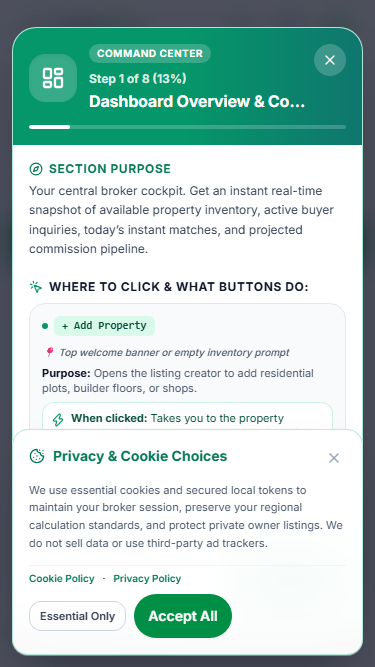 COMMAND CENTER
Step 1 of 8 (13%)
Dashboard Overview & Co...
SECTION PURPOSE
Your central broker cockpit. Get an instant real-time
snapshot of available property inventory, active buyer
inquiries, today's instant matches, and projected
commission pipeline.
WHERE TO CLICK & WHAT BUTTONS DO:
+ Add Property
Top welcome banner or empty inventory prompt
Purpose: Opens the listing creator to add residential
plots, builder floors, or shops.
When clicked: Takes you to the property
Privacy & Cookie Choices
We use essential cookies and secured local tokens to
maintain your broker session, preserve your regional
calculation standards, and protect private owner listings. We
do not sell data or use third-party ad trackers.
Cookie Policy · Privacy Policy
Essential Only
Accept All